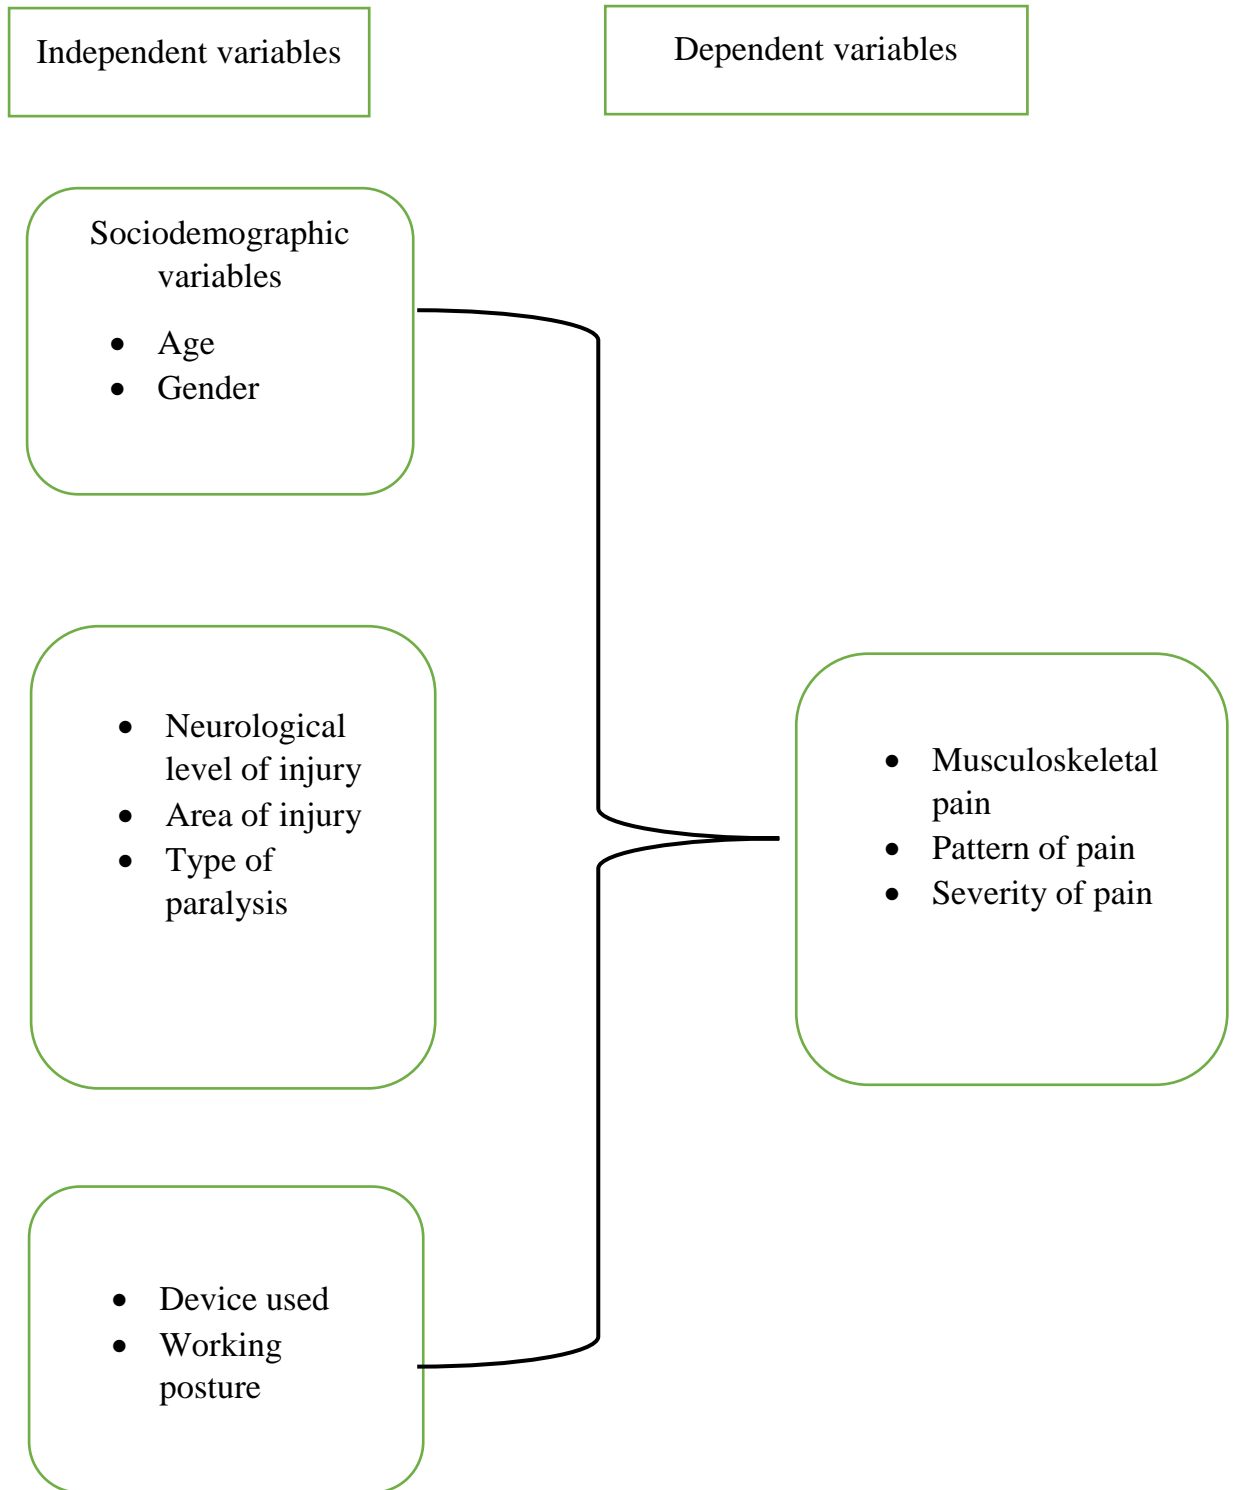 Independent variables
Dependent variables
Sociodemographic
variables
• Age
• Gender
• Neurological
level of injury
• Area of injury
• Type of
paralysis
• Musculoskeletal
pain
• Pattern of pain
• Severity of pain
• Device used
• Working
posture